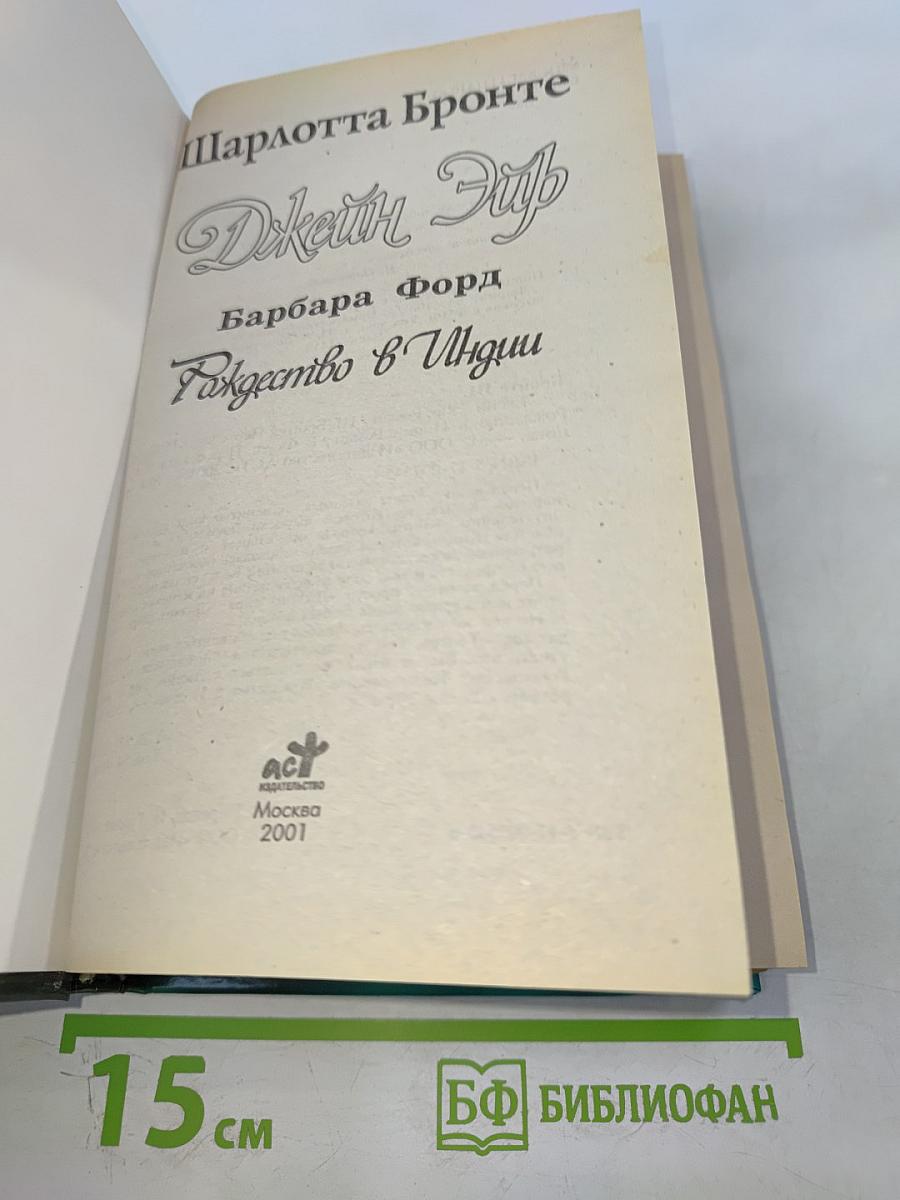 Шарлотта Бронте
Джейн Эйр
Барбара Форд
Рождество в Индии
аст
ИЗДАТЕЛЬСТВО
Москва
2001
15 см
БФ БИБЛИОФАН